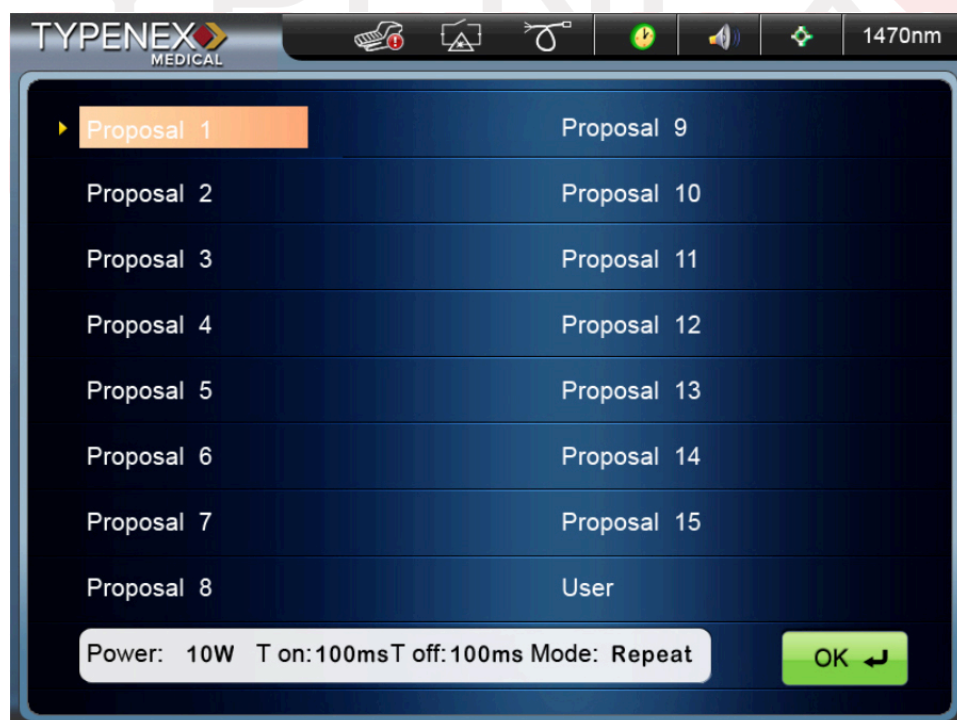 TYPENEX
MEDICAL
1470nm
Proposal 1
Proposal 2
Proposal 3
Proposal 4
Proposal 5
Proposal 6
Proposal 7
Proposal 8
Proposal 9
Proposal 10
Proposal 11
Proposal 12
Proposal 13
Proposal 14
Proposal 15
User
Power: 10W T on:100msT off:100ms Mode: Repeat
OK